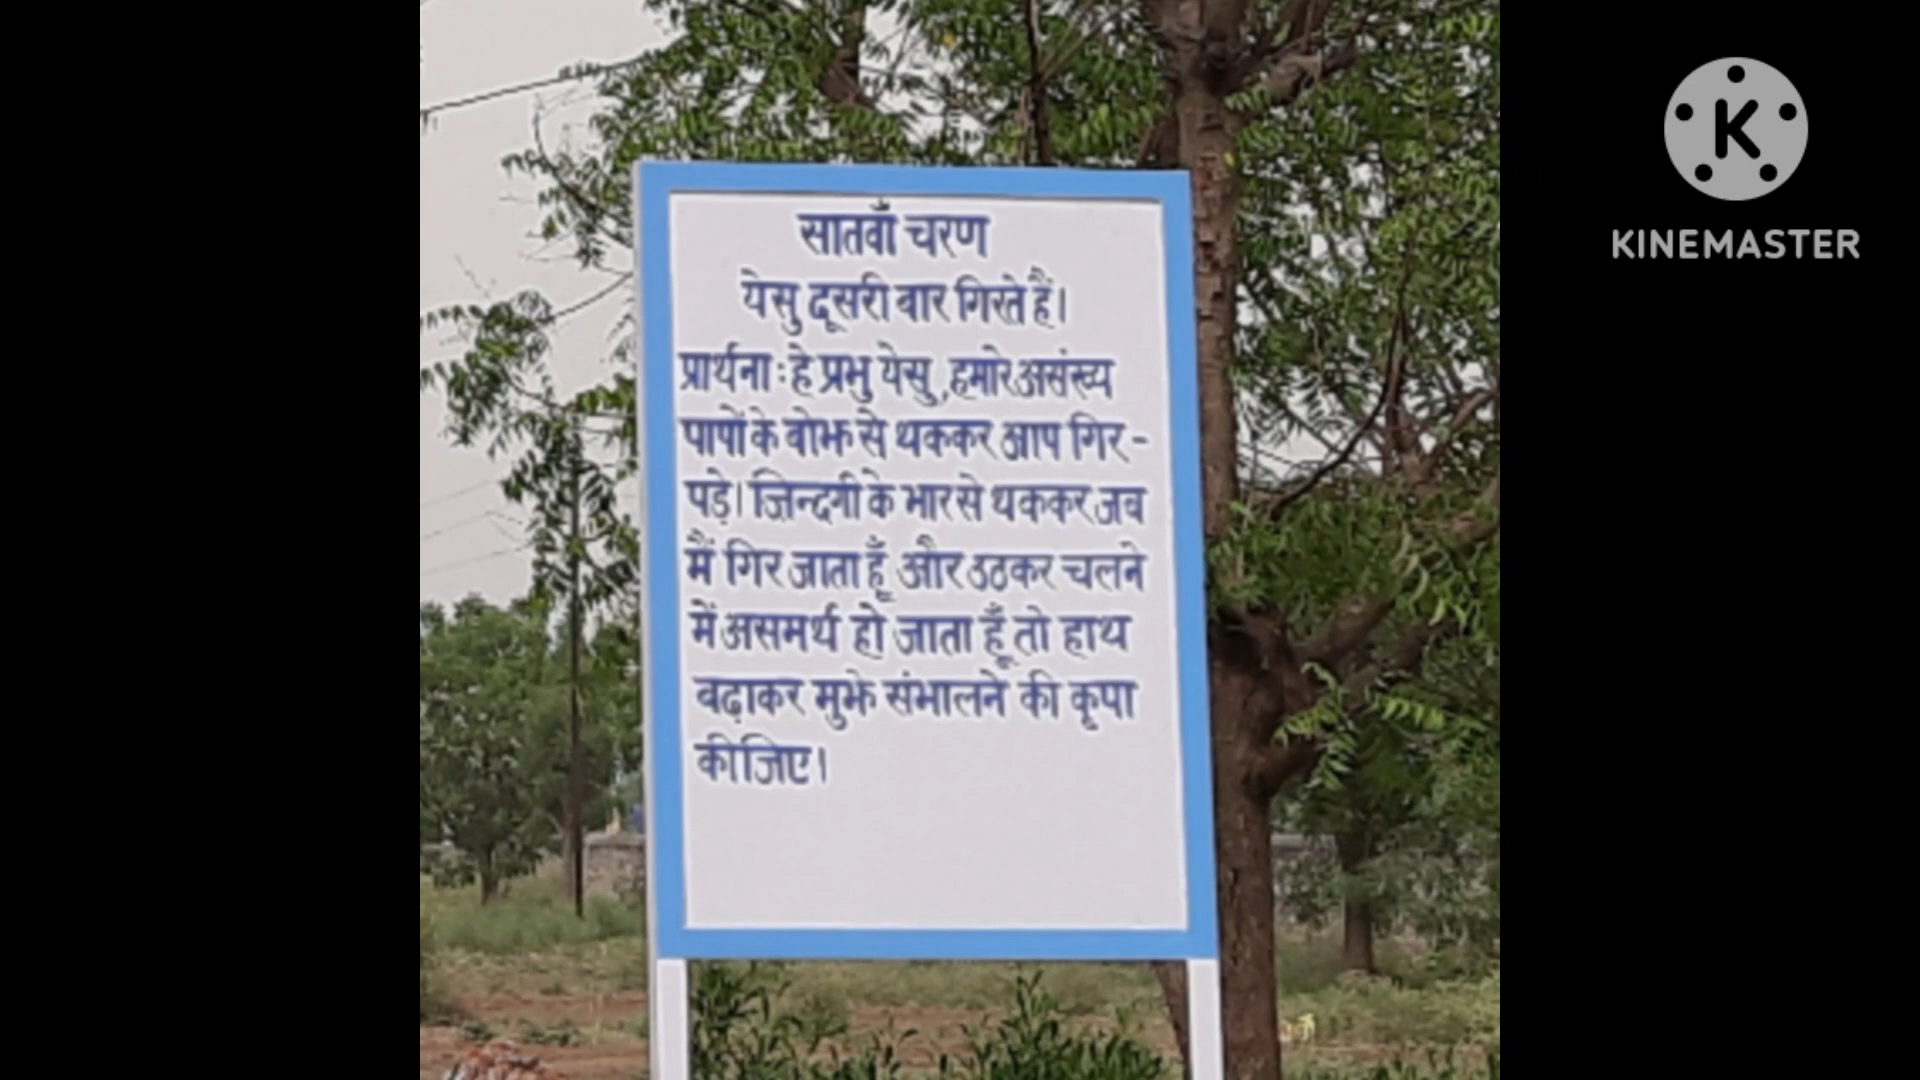 सातवाँ चरण
येसु दूसरी वार गिरते हैं।
प्रार्थना : हे प्रभु येसु, हमारे असंख्य
पापों के वोझ से थककर आप गिर -
पड़े। ज़िन्दगी के भार से थककर जब
मैं गिर जाता हूँ और उठकर चलने
में असमर्थ हो जाता हूँ तो हाथ
वढ़ाकर मुझे संभालने की कृपा
कीजिए।
K
KINEMASTER